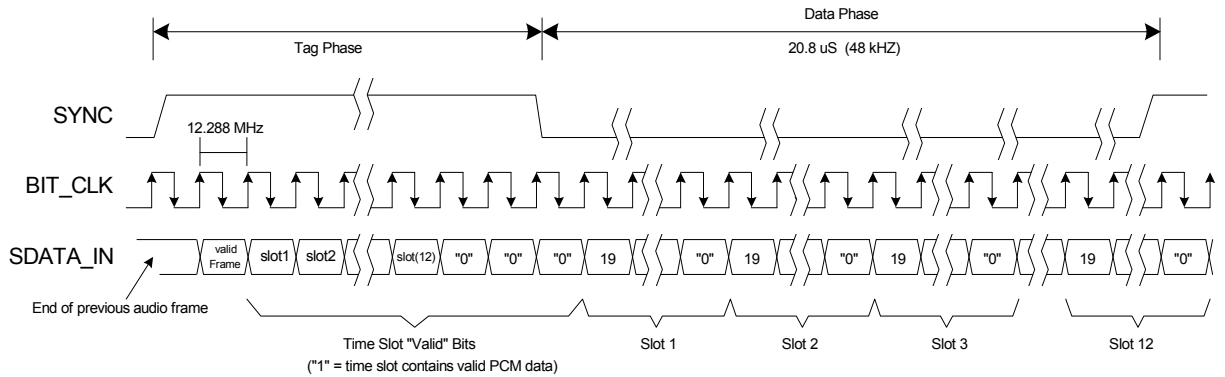 Tag Phase
Data Phase
20.8 uS (48 kHZ)
SYNC
12.288 MHz
BIT_CLK
SDATA_IN
valid
Frame
slot1
slot2
slot(12)
"0"
"0"
"0"
19
"0"
19
"0"
19
"0"
19
"0"
End of previous audio frame
Time Slot "Valid" Bits
("1" = time slot contains valid PCM data)
Slot 1
Slot 2
Slot 3
Slot 12